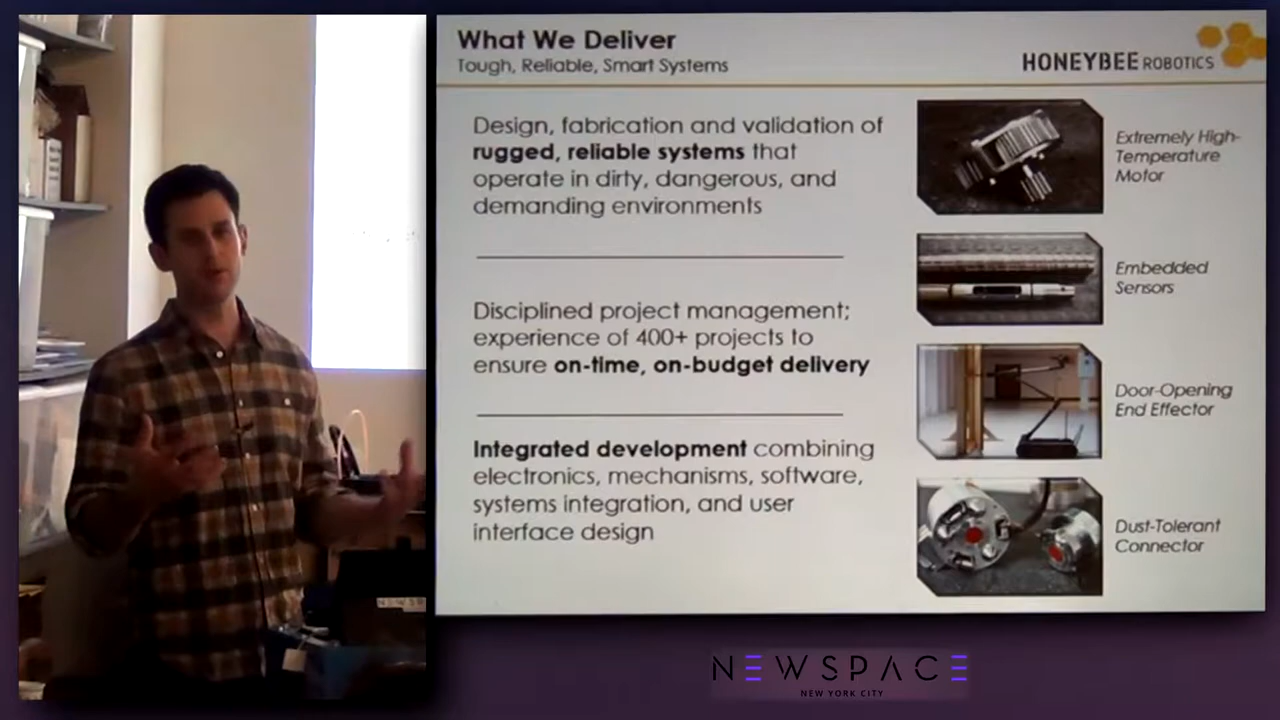 What We Deliver
Tough, Reliable, Smart Systems
HONEYBEE ROBOTICS
Design, fabrication and validation of
rugged, reliable systems that
operate in dirty, dangerous, and
demanding environments
Disciplined project management;
experience of 400+ projects to
ensure on-time, on-budget delivery
Integrated development combining
electronics, mechanisms, software,
systems integration, and user
interface design
Extremely High-
Temperature
Motor
Embedded
Sensors
Door-Opening
End Effector
Dust-Tolerant
Connector
NEWSPACE
NEW YORK CITY